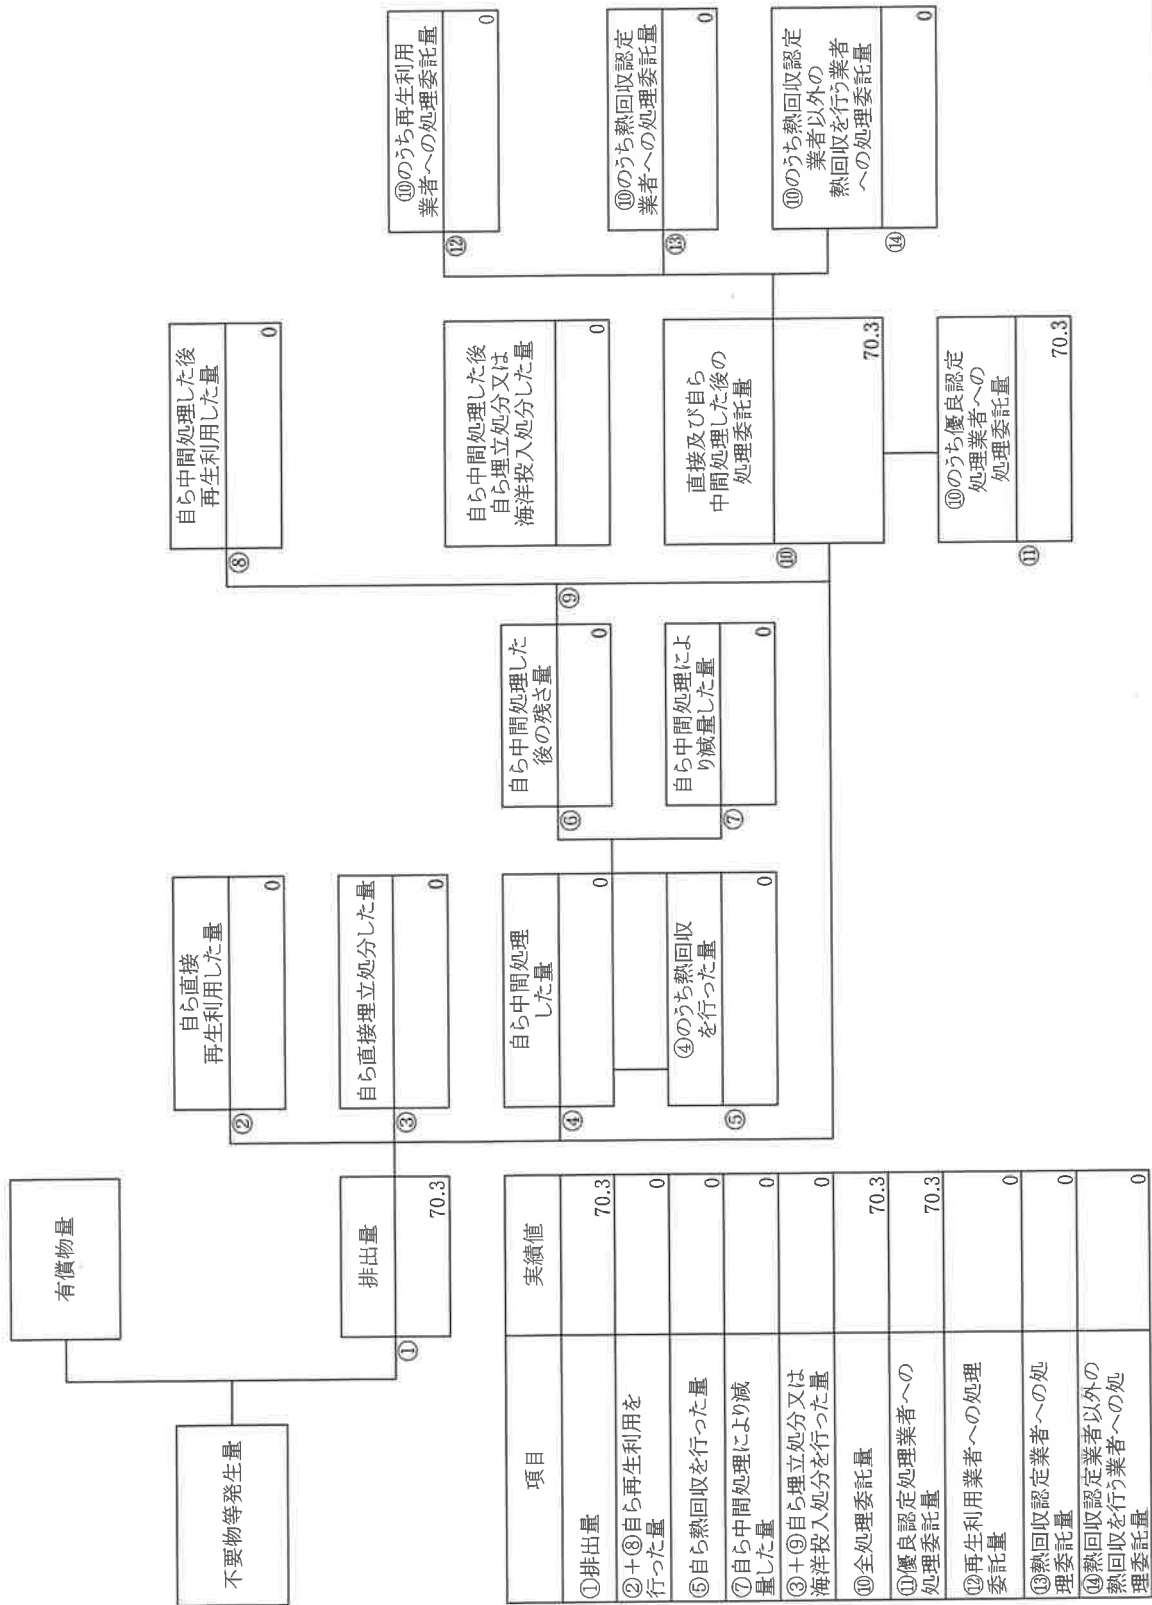 不要物等発生量
有償物量
①
排出量
70.3
②
自ら直接
再生利用した量
0
③
自ら直接埋立処分した量
0
④
自ら中間処理
した量
0
⑤
④のうち熱回収
を行った量
0
⑥
自ら中間処理した
後の残さ量
0
⑦
自ら中間処理によ
り減量した量
0
⑧
自ら中間処理した後
再生利用した量
0
⑨
自ら中間処理した後
自ら埋立処分又は
海洋投入処分した量
0
⑩
直接及び自ら
中間処理した後の
処理委託量
70.3
⑪
⑩のうち優良認定
処理業者への
処理委託量
70.3
⑫
⑩のうち再生利用
業者への処理委託量
0
⑬
⑩のうち熱回収認定
業者への処理委託量
0
⑭
⑩のうち熱回収認定
業者以外の
熱回収を行う業者
への処理委託量
0
項目 実績値
①排出量 70.3
②+⑧自ら再生利用を
行った量 0
⑤自ら熱回収を行った量 0
⑦自ら中間処理により減
量した量 0
③+⑨自ら埋立処分又は
海洋投入処分を行った量 0
⑩全処理委託量 70.3
⑪優良認定処理業者への
処理委託量 70.3
⑫再生利用業者への処理
委託量 0
⑬熱回収認定業者への処
理委託量 0
⑭熱回収認定業者以外の
熱回収を行う業者への処
理委託量 0